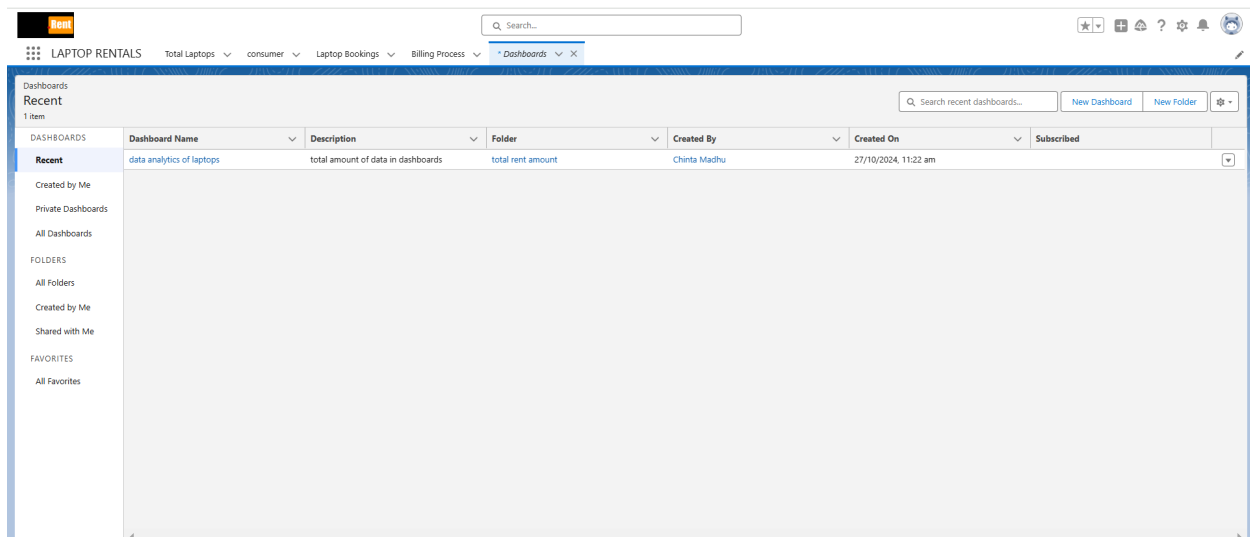 Rent
Search...
LAPTOP RENTALS Total Laptops consumer Laptop Bookings Billing Process * Dashboards
Dashboards
Recent
1 item
Search recent dashboards...
New Dashboard
New Folder
DASHBOARDS
Recent
Created by Me
Private Dashboards
All Dashboards
FOLDERS
All Folders
Created by Me
Shared with Me
FAVORITES
All Favorites
Dashboard Name Description Folder Created By Created On Subscribed
data analytics of laptops total amount of data in dashboards total rent amount Chinta Madhu 27/10/2024, 11:22 am